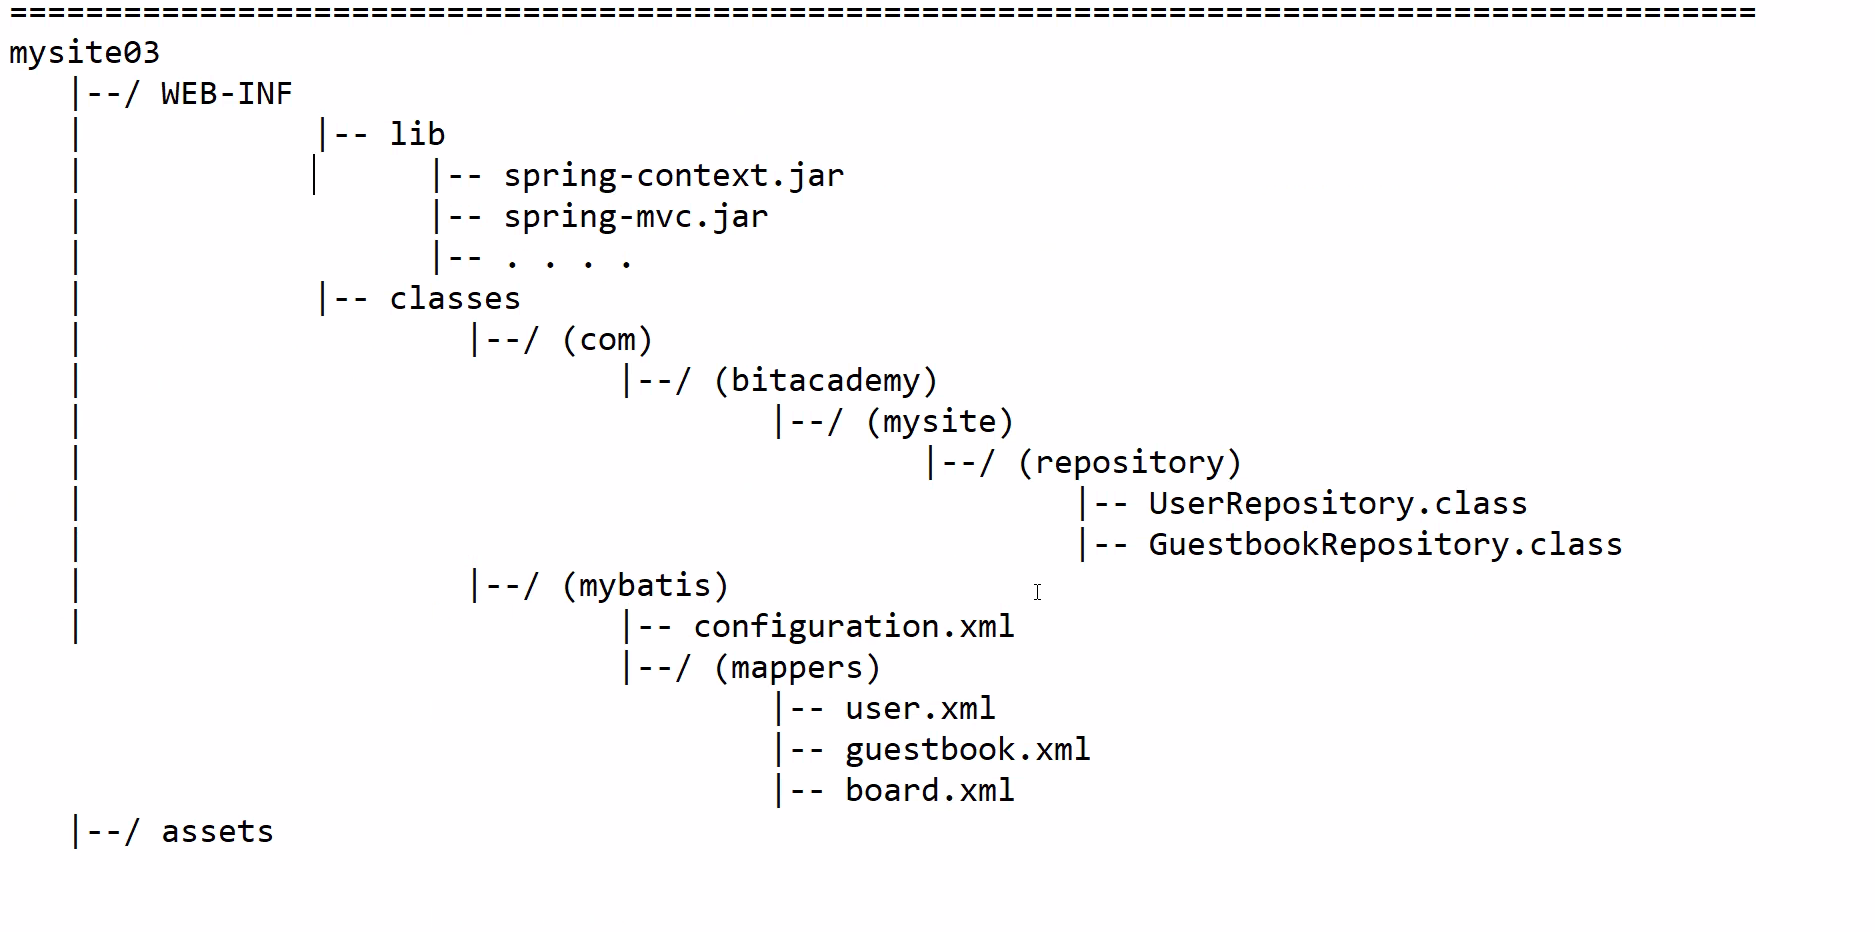 ============================================================================================
mysite03
   |--/ WEB-INF
   |            |-- lib
   |                  |-- spring-context.jar
   |                  |-- spring-mvc.jar
   |                  |-- . . . .
   |            |-- classes
   |                    |--/ (com)
   |                            |--/ (bitacademy)
   |                                    |--/ (mysite)
   |                                            |--/ (repository)
   |                                                    |-- UserRepository.class
   |                                                    |-- GuestbookRepository.class
   |                    |--/ (mybatis)
   |                            |-- configuration.xml
                                |--/ (mappers)
                                        |-- user.xml
                                        |-- guestbook.xml
                                        |-- board.xml
   |--/ assets